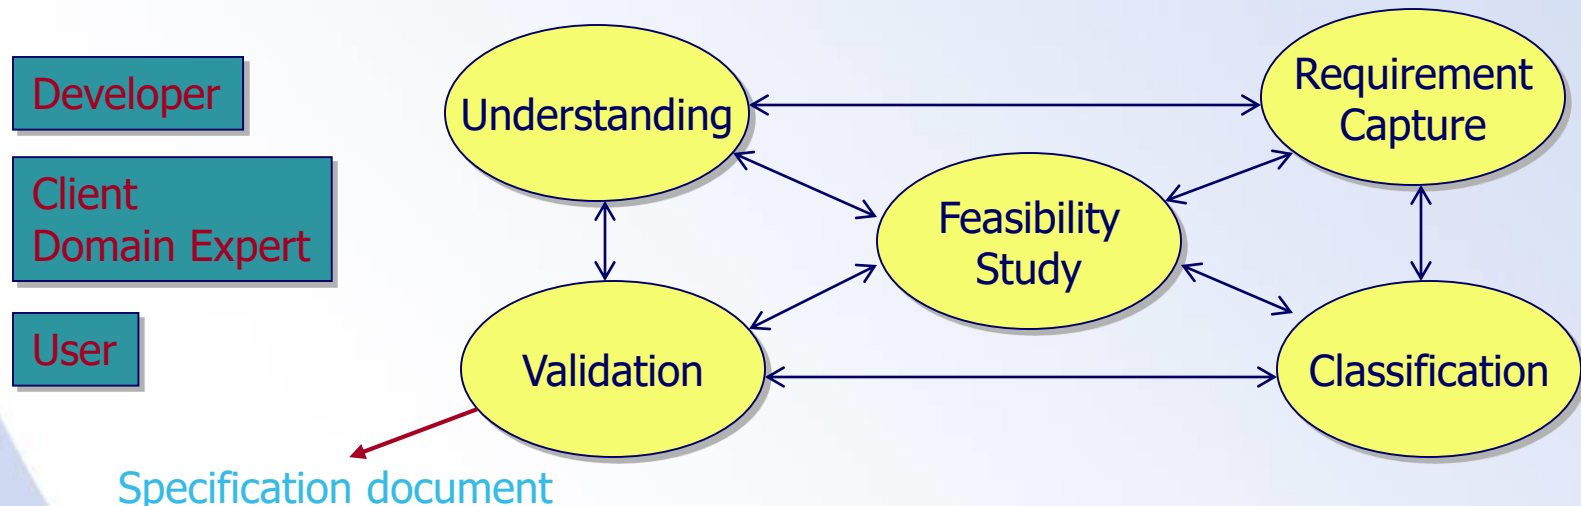 Developer
Client
Domain Expert
User
Understanding
Requirement
Capture
Feasibility
Study
Validation
Classification
Specification document